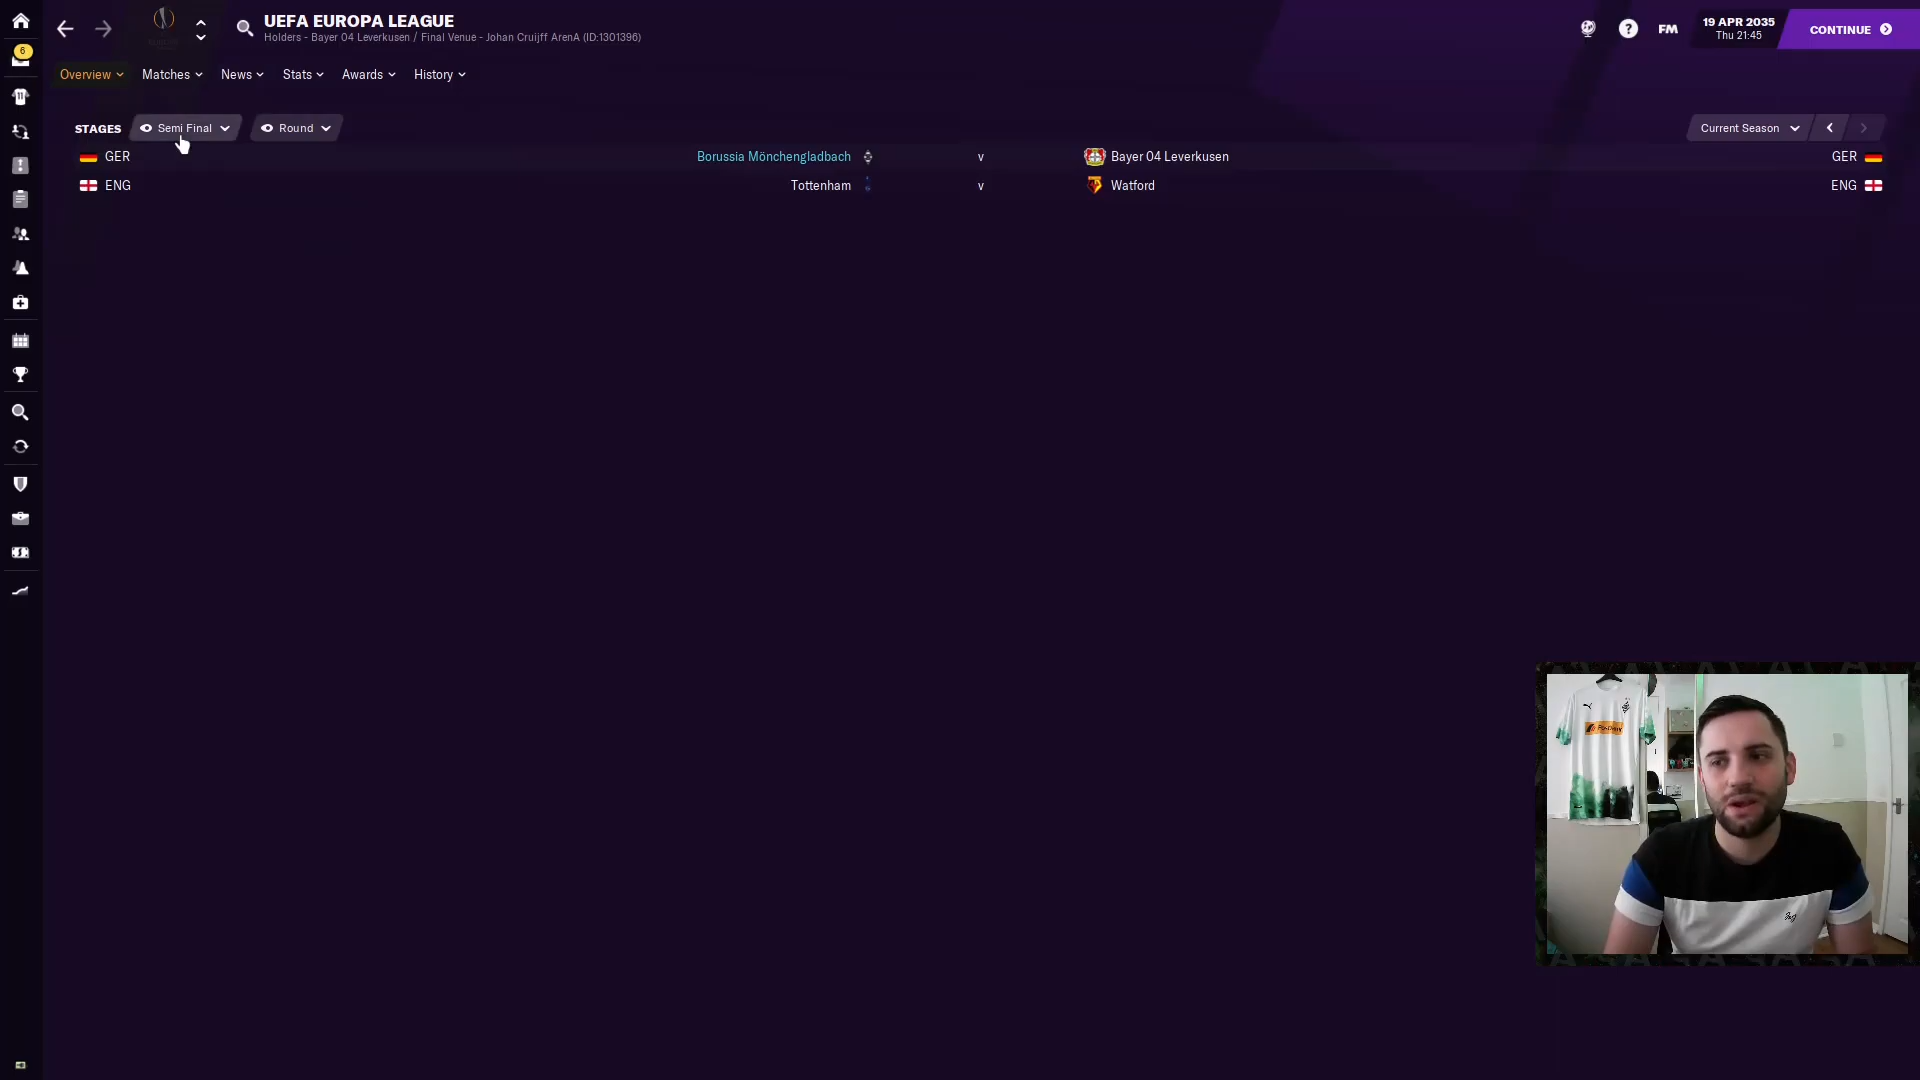 UEFA EUROPA LEAGUE
Holders - Bayer 04 Leverkusen / Final Venue - Johan Cruijff ArenA (ID:1301396)
6
FM
19 APR 2035
Thu 21:45
CONTINUE
Overview
Matches
News
Stats
Awards
History
STAGES
Semi Final
Round
Current Season
GER Borussia Mönchengladbach v Bayer 04 Leverkusen GER
ENG Tottenham v Watford ENG